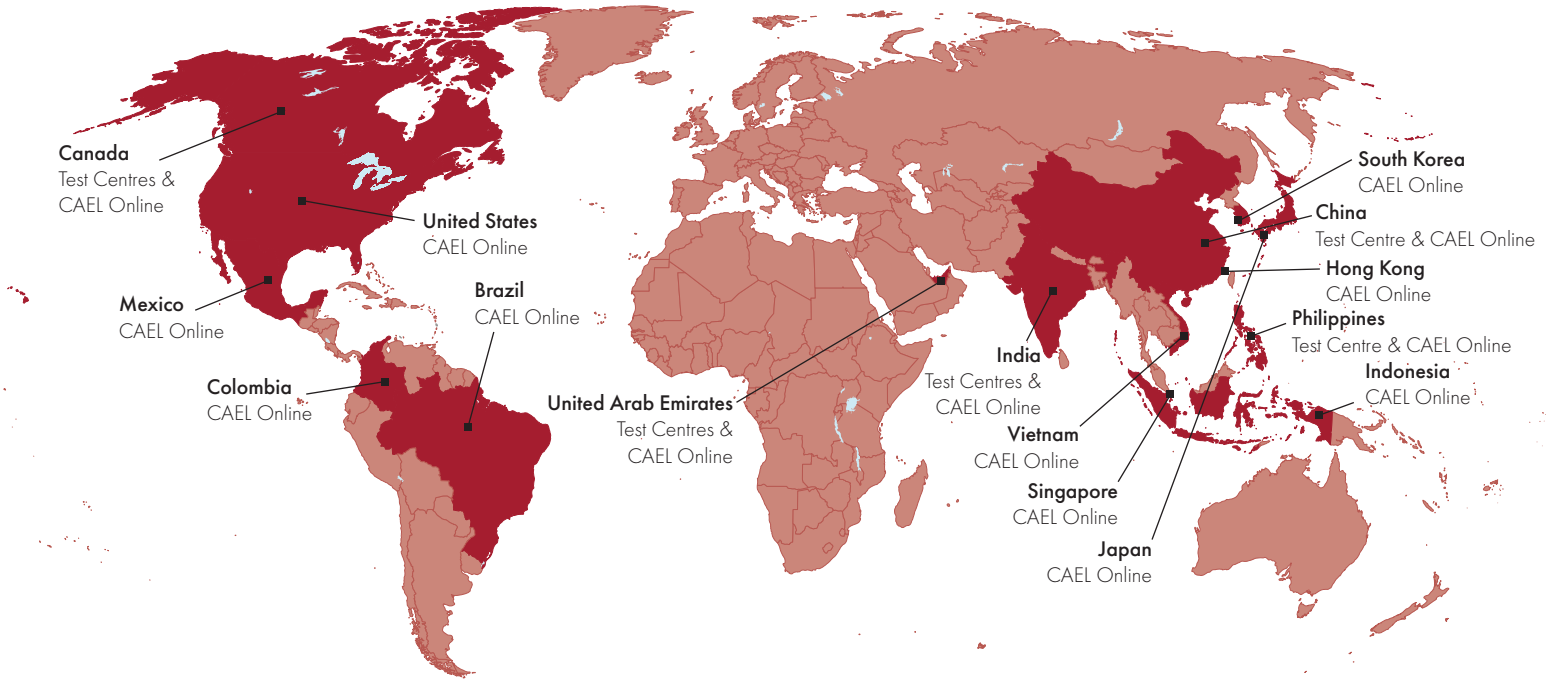 Canada
Test Centres &
CAEL Online
United States
CAEL Online
Mexico
CAEL Online
Brazil
CAEL Online
Colombia
CAEL Online
United Arab Emirates
Test Centres &
CAEL Online
India
Test Centres &
CAEL Online
Vietnam
CAEL Online
Singapore
CAEL Online
Japan
CAEL Online
South Korea
CAEL Online
China
Test Centre & CAEL Online
Hong Kong
CAEL Online
Philippines
Test Centre & CAEL Online
Indonesia
CAEL Online